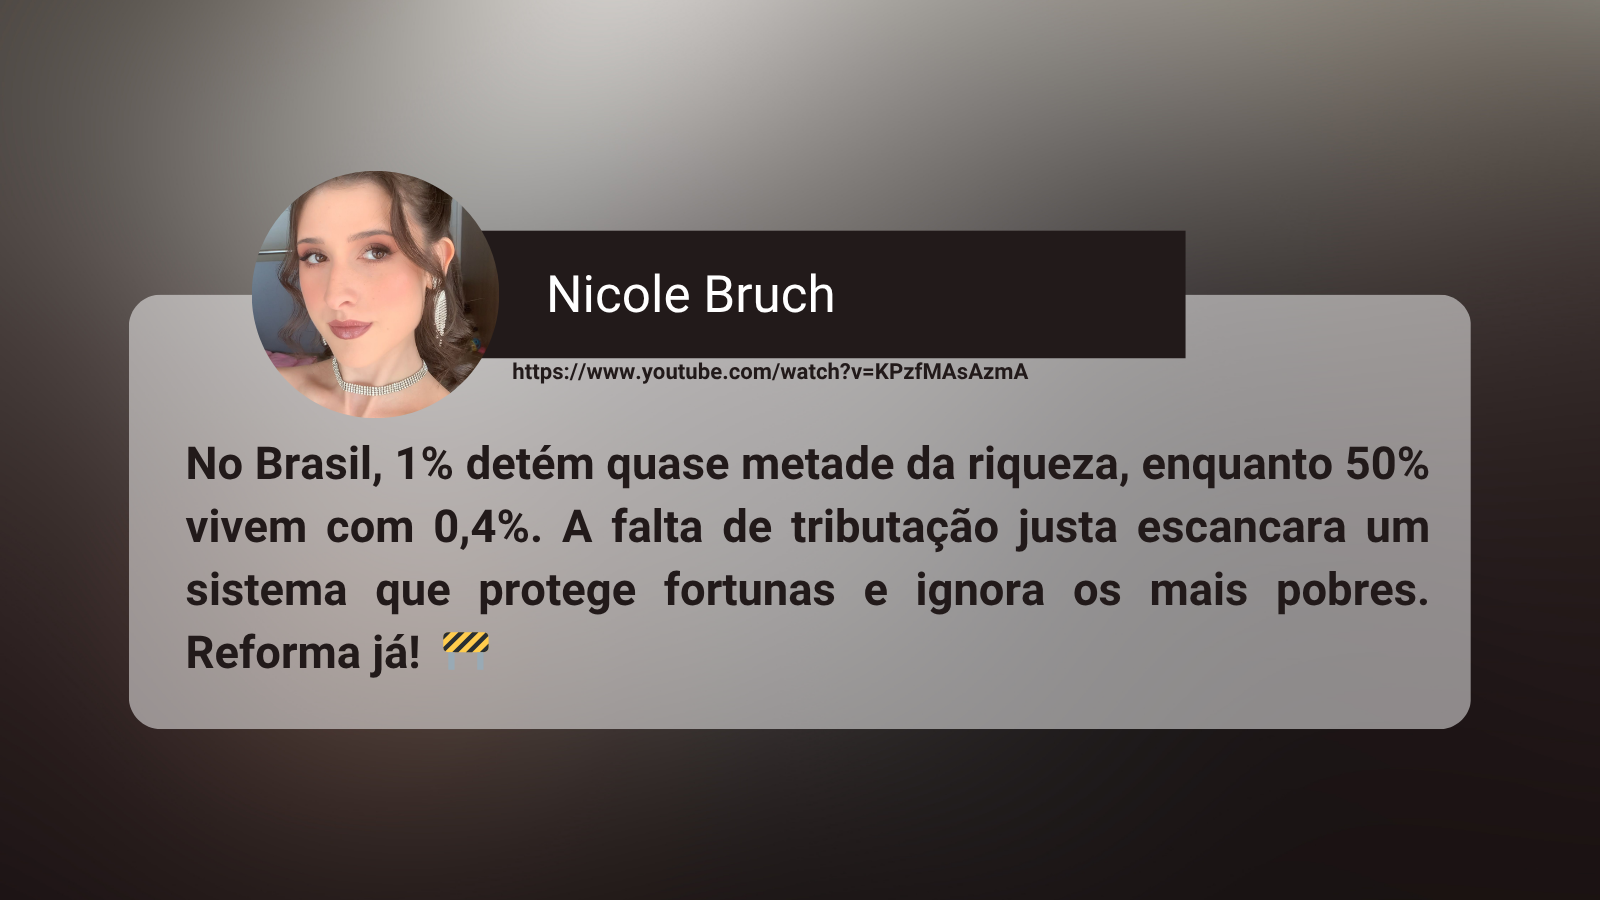 Nicole Bruch
https://www.youtube.com/watch?v=KPzfMAsAzmA
No Brasil, 1% detém quase metade da riqueza, enquanto 50%
vivem com 0,4%. A falta de tributação justa escancara um
sistema que protege fortunas e ignora os mais pobres.
Reforma já! 🚧